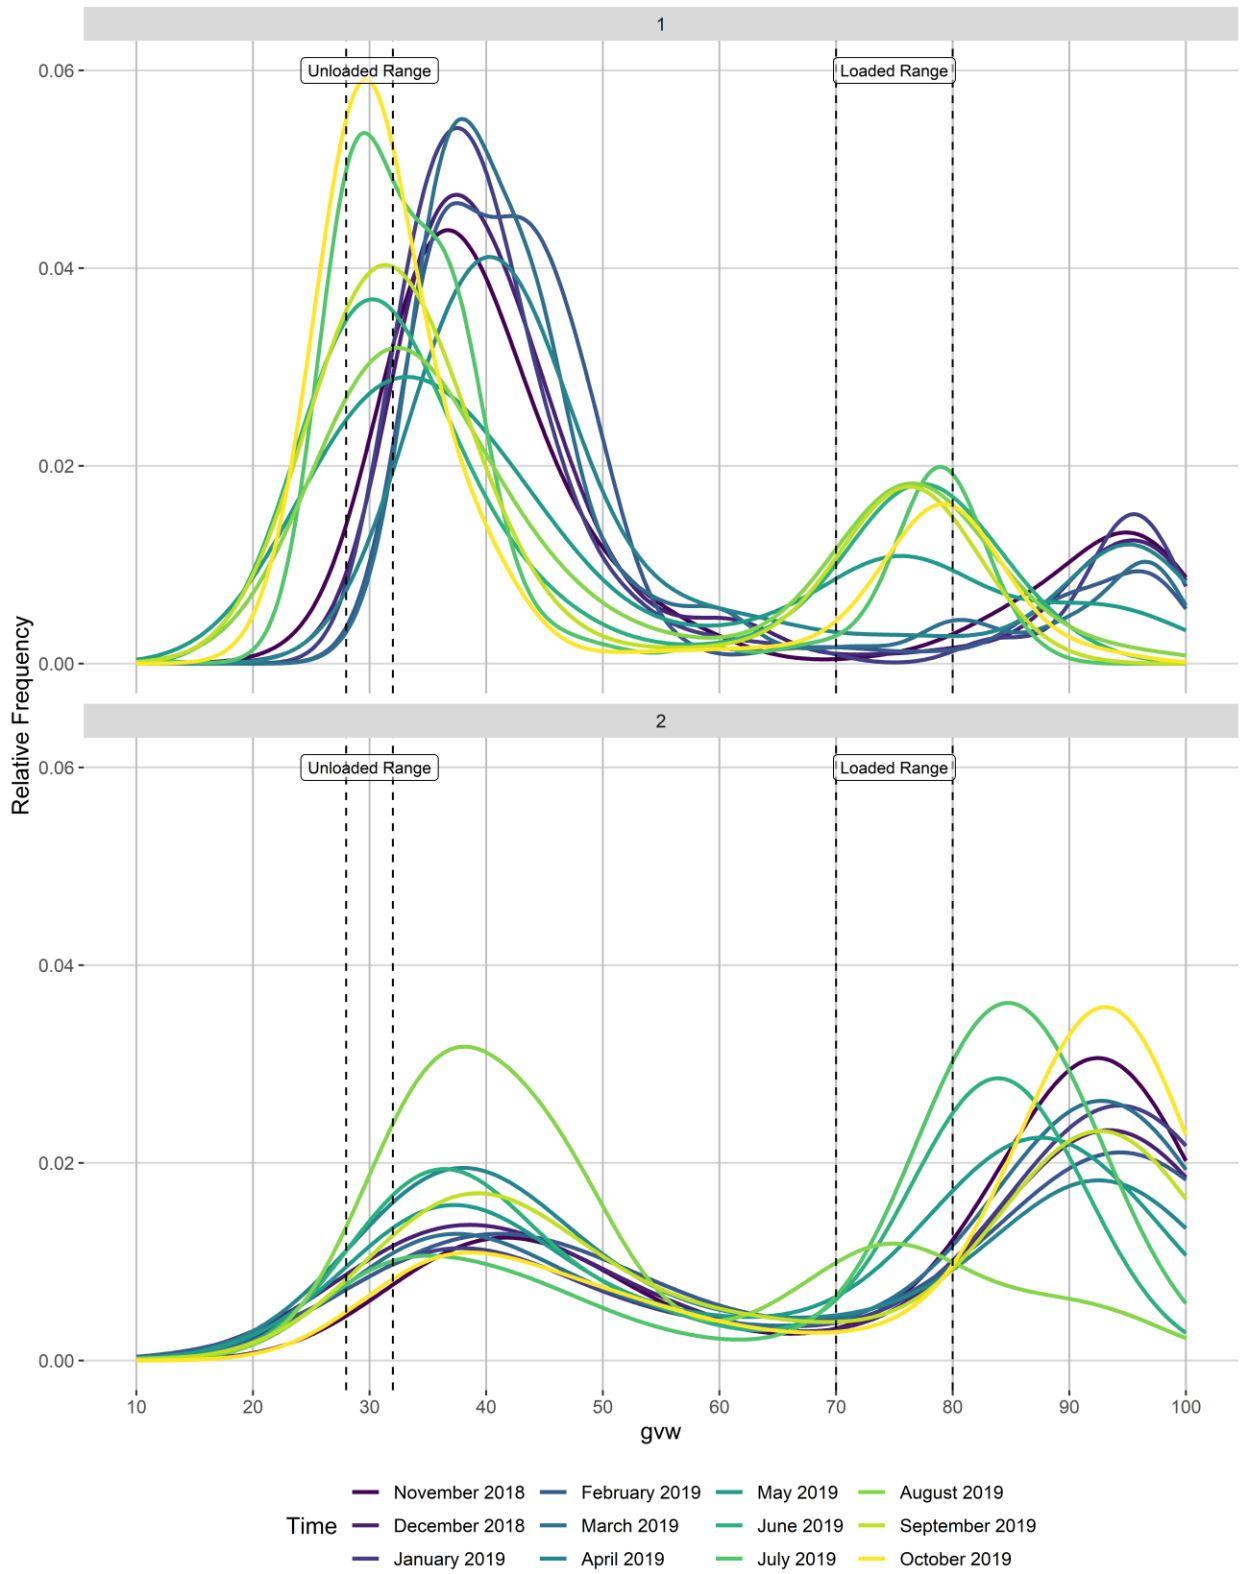 1
Unloaded Range Loaded Range
0.06
0.04
0.02
0.00
2
Unloaded Range Loaded Range
0.06
0.04
0.02
0.00
Relative Frequency
10 20 30 40 50 60 70 80 90 100
gvw
Time
November 2018 February 2019 May 2019 August 2019
December 2018 March 2019 June 2019 September 2019
January 2019 April 2019 July 2019 October 2019